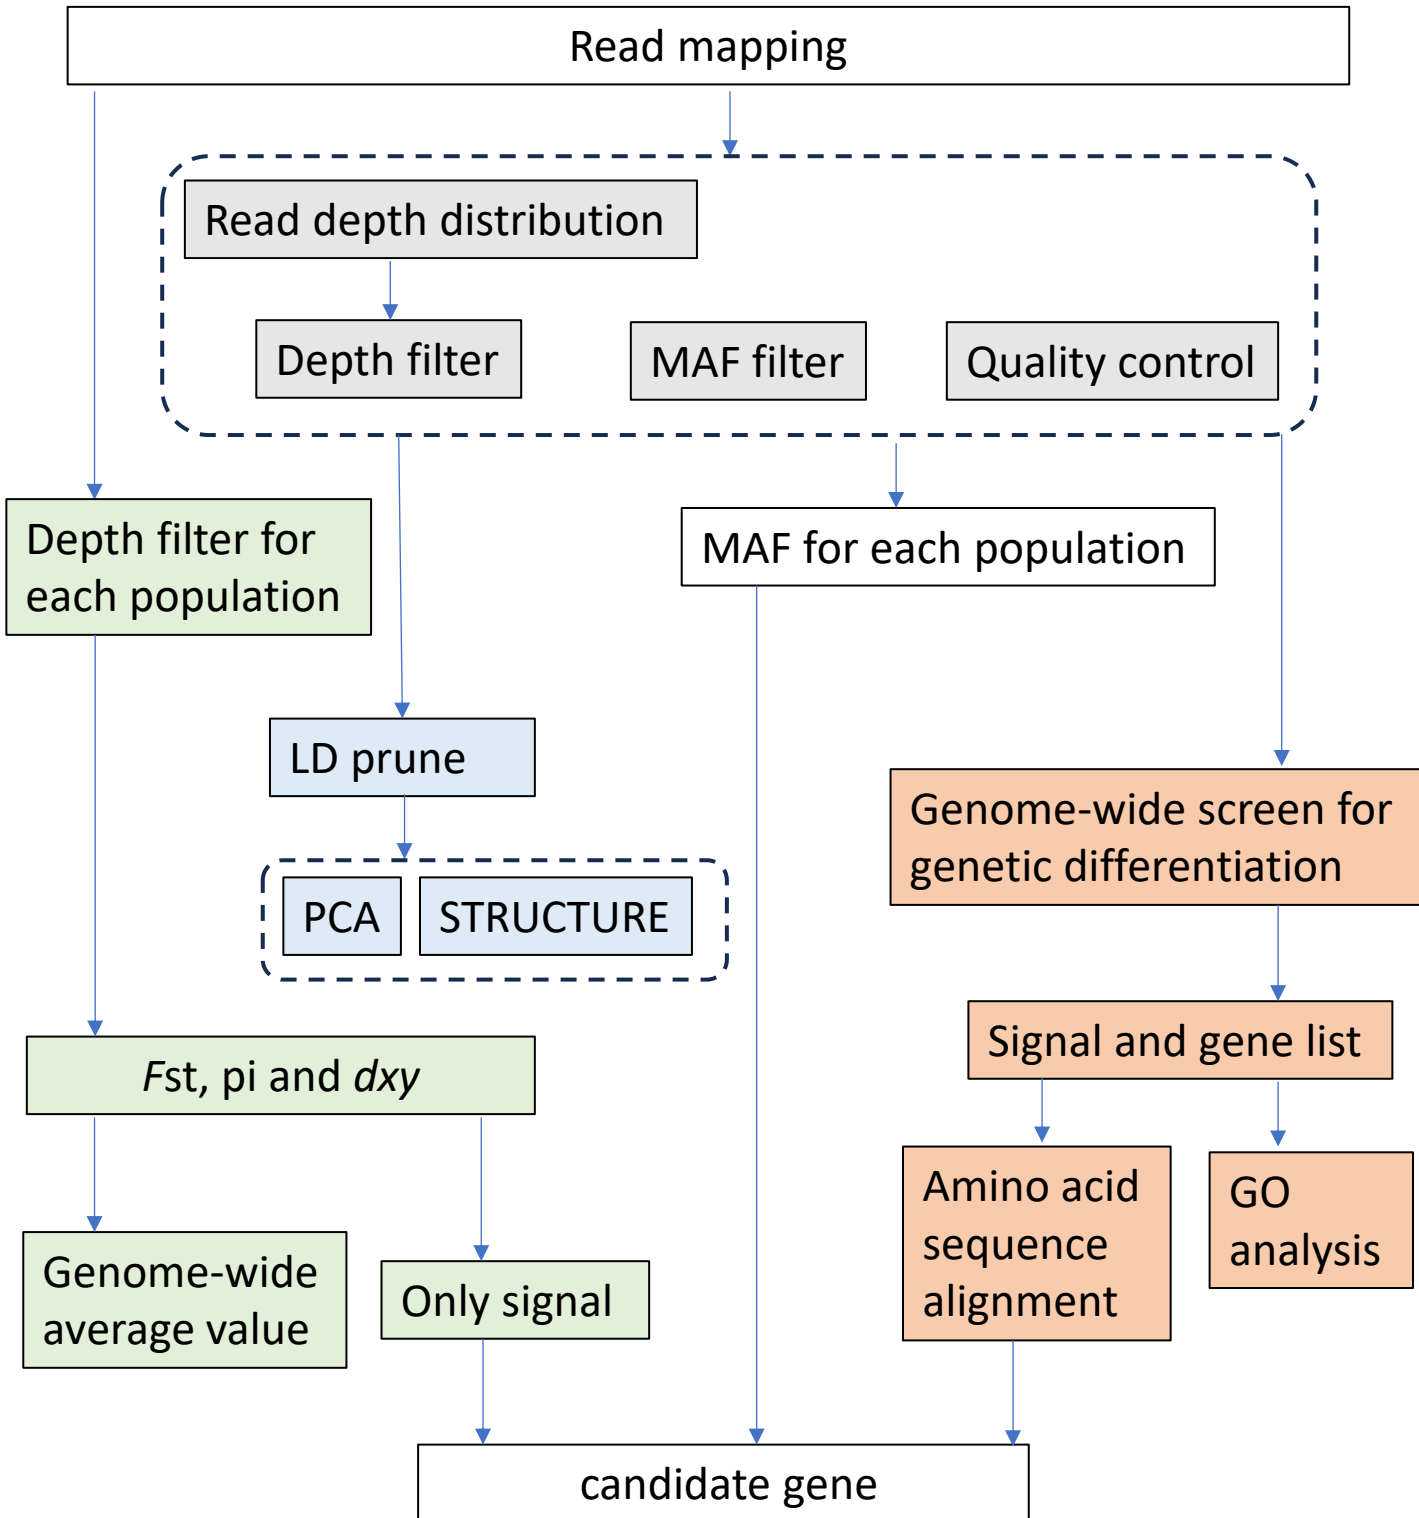 Read mapping
Read depth distribution
Depth filter
MAF filter
Quality control
Depth filter for
each population
MAF for each population
LD prune
PCA
STRUCTURE
Genome-wide screen for
genetic differentiation
Signal and gene list
Fst, pi and dxy
Amino acid
sequence
alignment
GO
analysis
Genome-wide
average value
Only signal
candidate gene